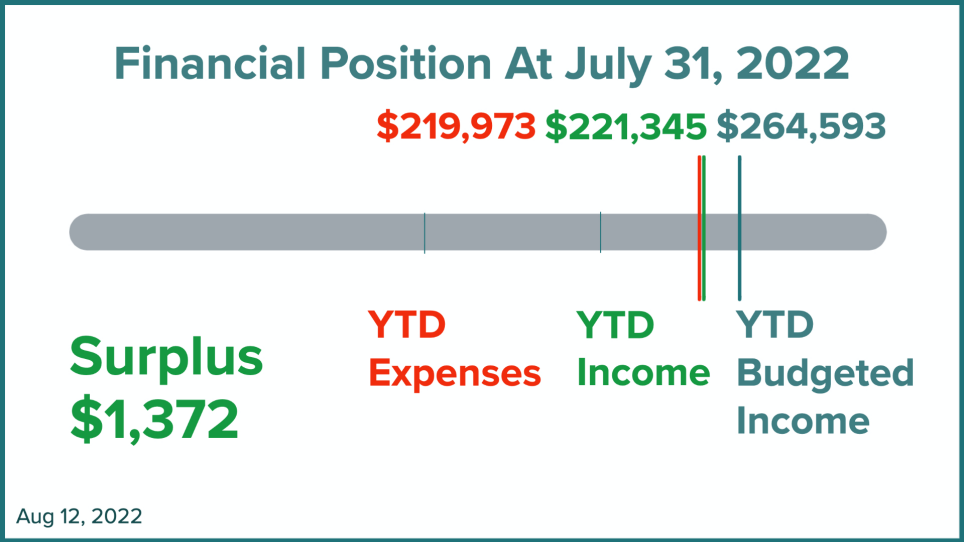 Financial Position At July 31, 2022
$219,973 $221,345 $264,593
YTD Expenses
YTD Income
YTD Budgeted Income
Surplus
$1,372
Aug 12, 2022